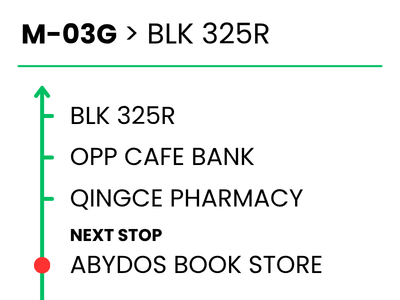 M-03G > BLK 325R
BLK 325R
OPP CAFE BANK
QINGCE PHARMACY
NEXT STOP
ABYDOS BOOK STORE